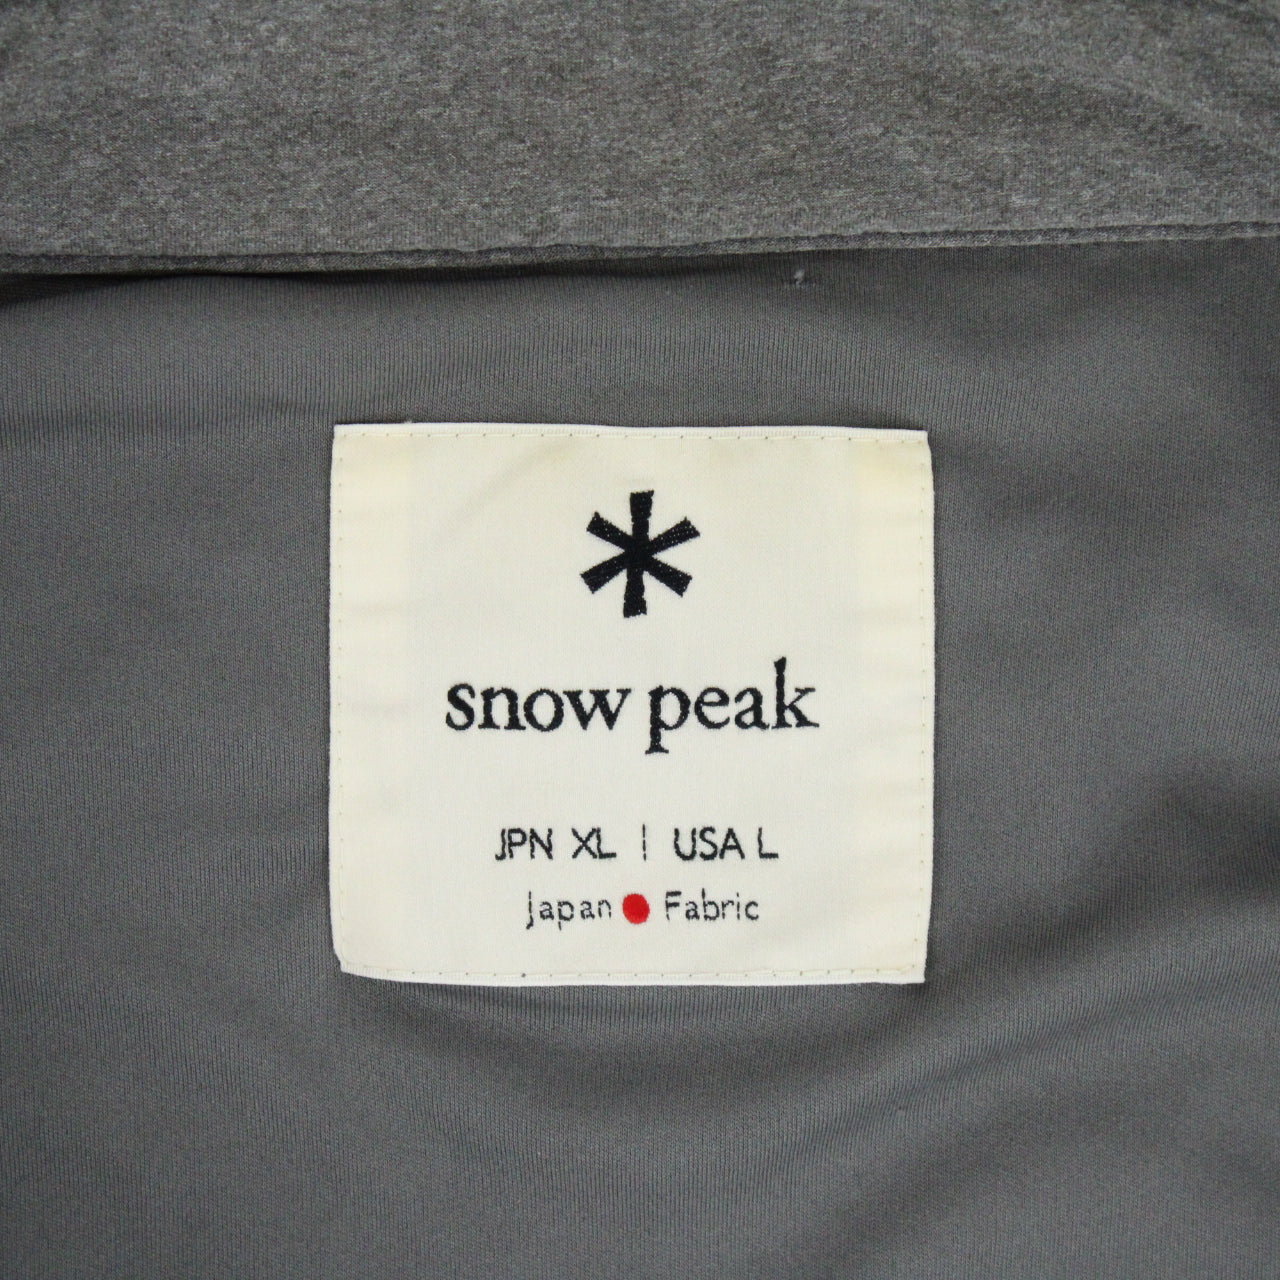 snow peak
JPN XL | USA L
Japan Fabric